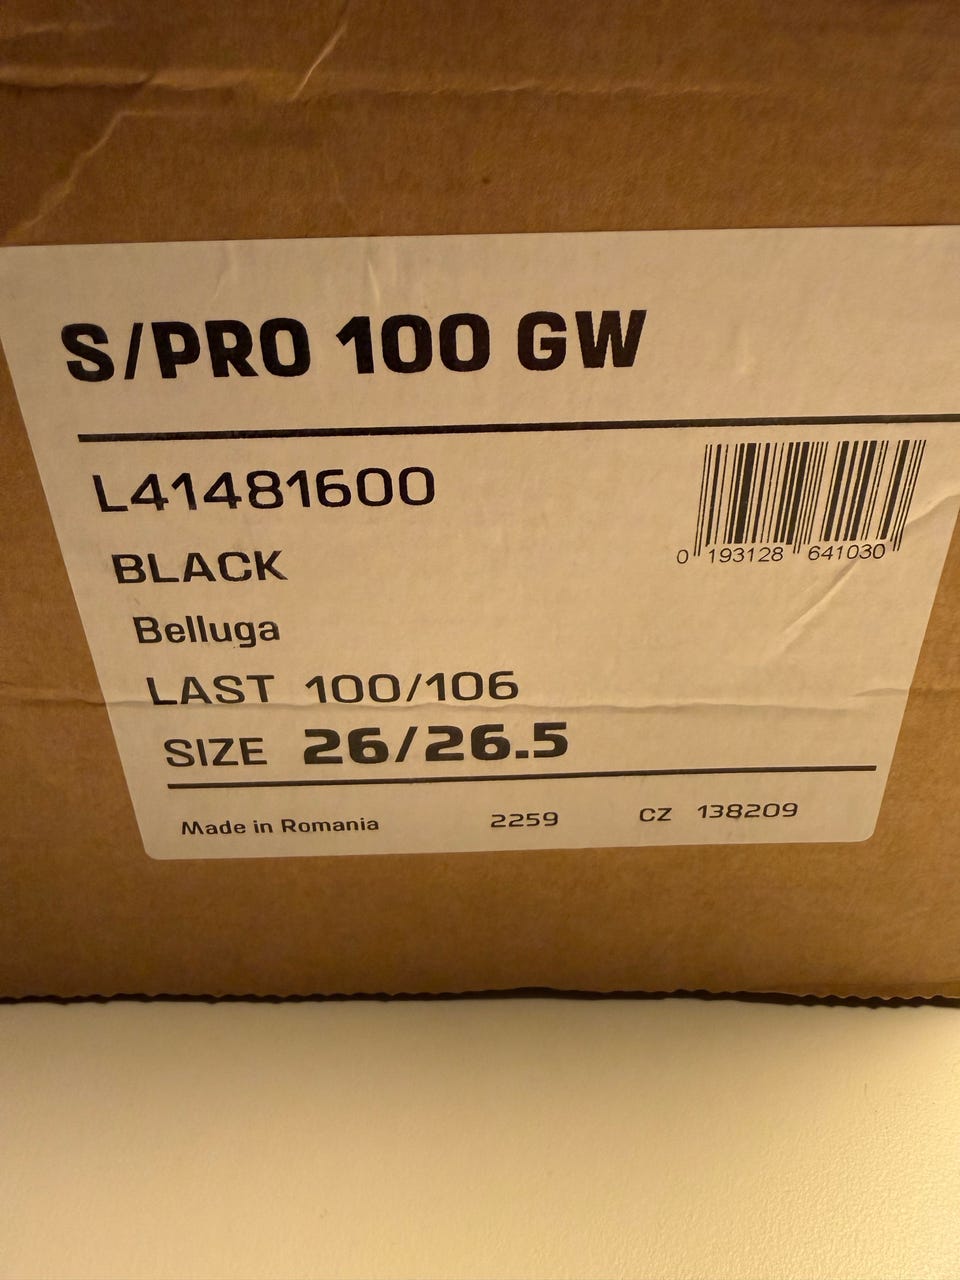 S/PRO 100 GW
L41481600
BLACK
Belluga
LAST 100/106
SIZE 26/26.5
0 193128 641030
Made in Romania 2259 CZ 138209